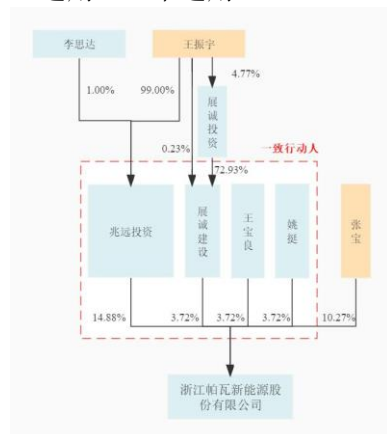 李思达
王振宇
4.77%
1.00%
99.00%
展诚投资
0.23%
一致行动人
72.93%
兆远投资
展诚建设
王宝良
姚挺
张宝
14.88%
3.72%
3.72%
3.72%
10.27%
浙江帕瓦新能源股
份有限公司